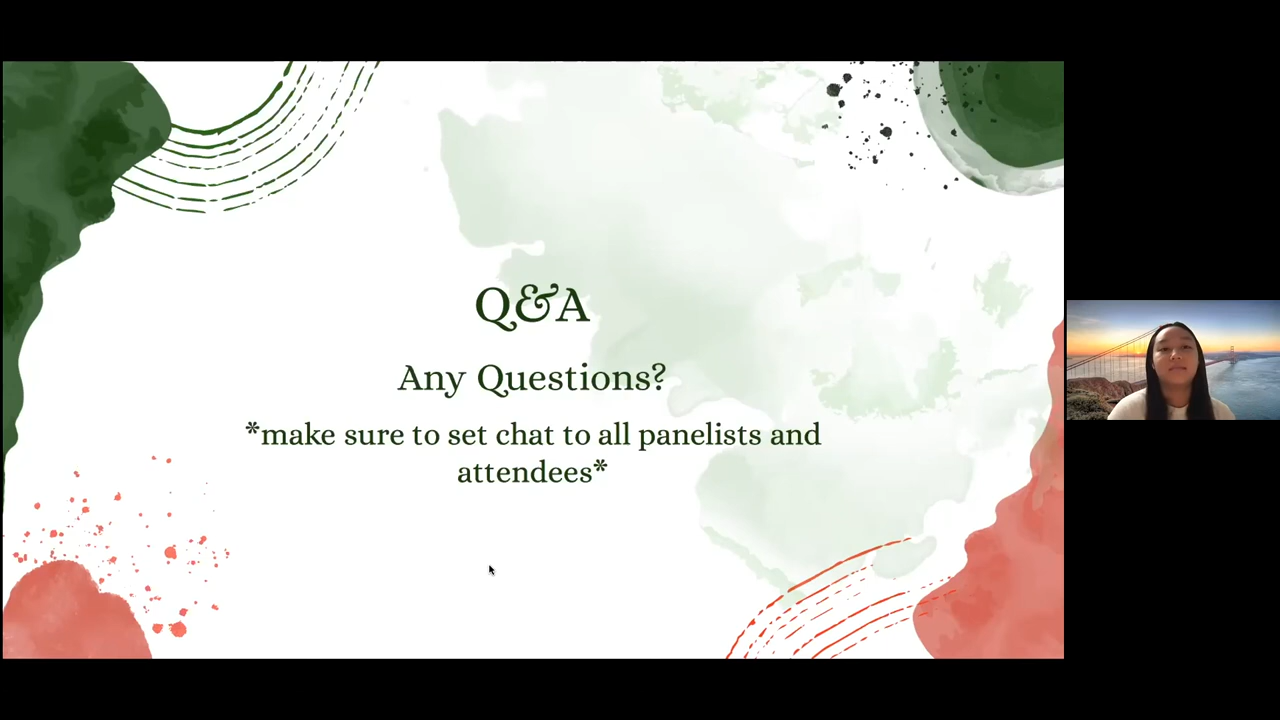 Q&A
Any Questions?
*make sure to set chat to all panelists and
attendees*